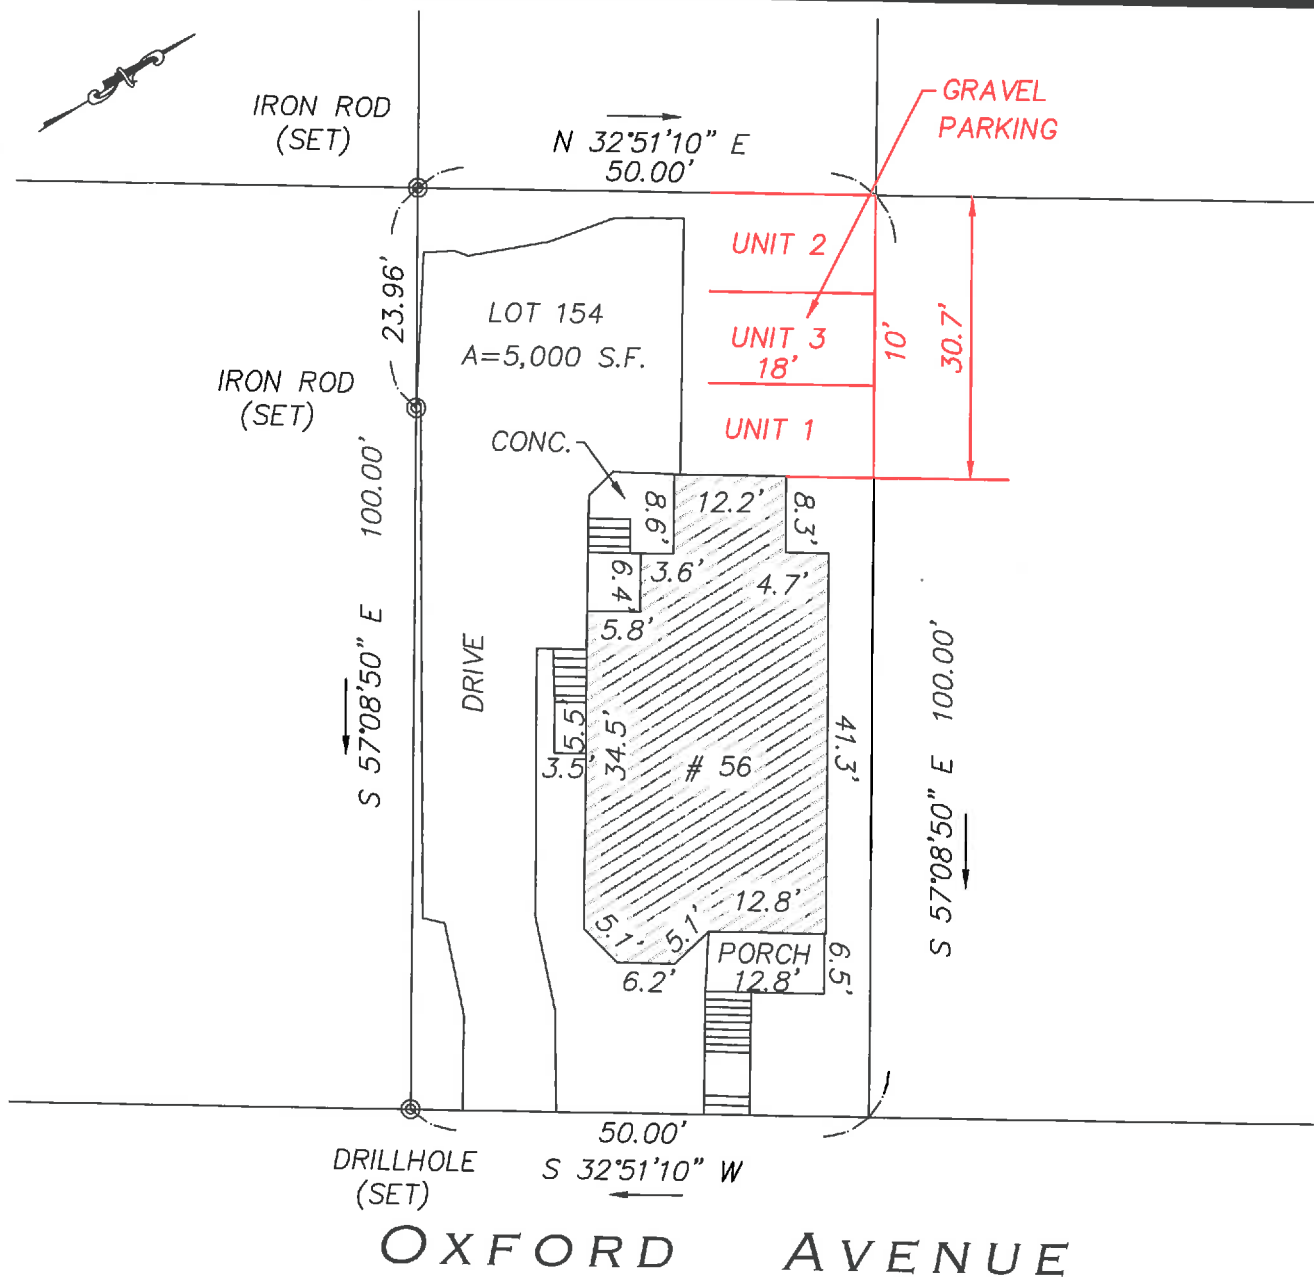 GRAVEL
PARKING
IRON ROD
(SET)
N 32°51'10" E
50.00'
UNIT 2
23.96'
LOT 154
A=5,000 S.F.
UNIT 3
18'
10'
30.7'
IRON ROD
(SET)
UNIT 1
CONC.
S 57°08'50" E 100.00'
8.6'
12.2'
8.3'
6.4'
3.6'
4.7'
5.8'
DRIVE
5.5'
3.5'
34.5'
# 56
41.3'
S 57°08'50" E 100.00'
5.1'
5.1'
12.8'
6.2'
PORCH
12.8'
6.5'
50.00'
S 32°51'10" W
DRILLHOLE
(SET)
OXFORD AVENUE